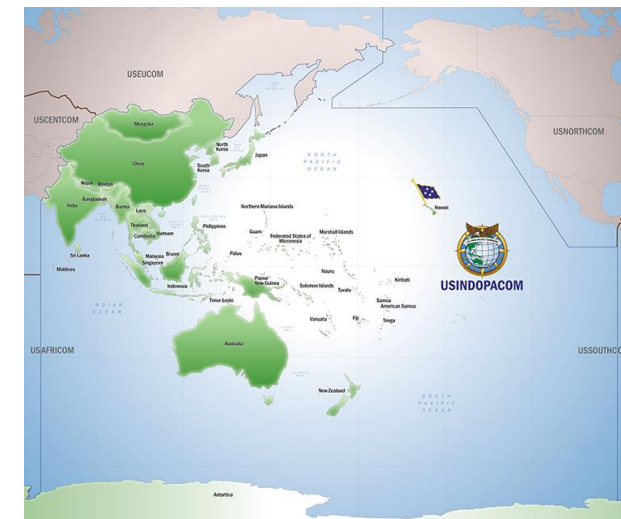 USEUCOM
USCENTCOM
USNORTHCOM
Mongolia
China
North
Korea
South
Korea
Japan
NORTH
PACIFIC
OCEAN
Nepal
Bhutan
Bangladesh
India
Burma
Laos
Thailand
Vietnam
Cambodia
Philippines
Northern Mariana Islands
Guam
Hawaii
Federated States of
Micronesia
Marshall Islands
Palau
Sri Lanka
Maldives
Malaysia
Singapore
Brunei
Indonesia
Papua
New Guinea
Nauru
Kiribati
Solomon Islands
Tuvalu
Timor-Leste
Samoa
American Samoa
Vanuatu
Fiji
Tonga
USINDOPACOM
INDIAN
OCEAN
USAFRICOM
Australia
USSOUTHCO
New Zealand
SOUTH
PACIFIC
OCEAN
Antartica